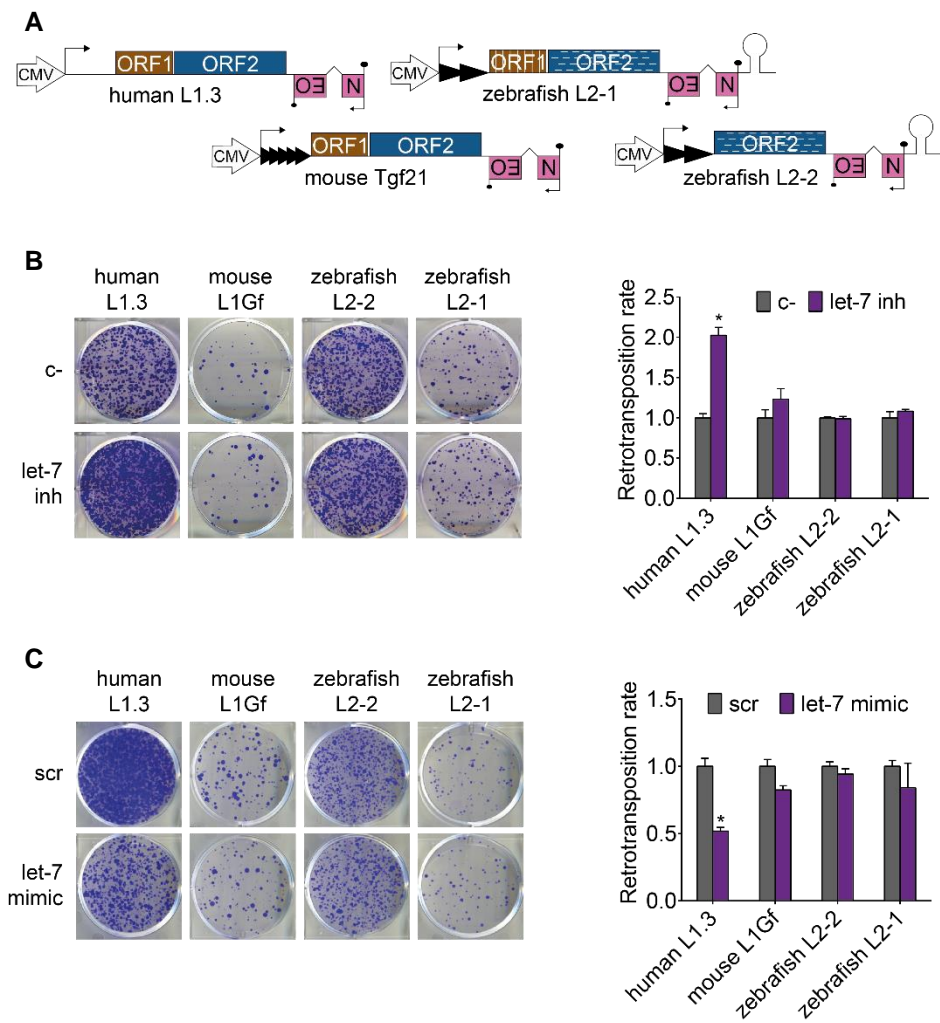 A
CMV ORF1 ORF2 OƎ N
human L1.3
CMV ORF1 ORF2 OƎ N
zebrafish L2-1
CMV ORF1 ORF2 OƎ N
mouse Tgf21
CMV ORF2 OƎ N
zebrafish L2-2
B
human L1.3
mouse L1Gf
zebrafish L2-2
zebrafish L2-1
c-
let-7 inh
Retrotransposition rate
2.5
2.0
1.5
1.0
0.5
0.0
c- let-7 inh
*
human L1.3
mouse L1Gf
zebrafish L2-2
zebrafish L2-1
C
human L1.3
mouse L1Gf
zebrafish L2-2
zebrafish L2-1
scr
let-7 mimic
Retrotransposition rate
1.5
1.0
0.5
0.0
scr let-7 mimic
*
human L1.3
mouse L1Gf
zebrafish L2-2
zebrafish L2-1